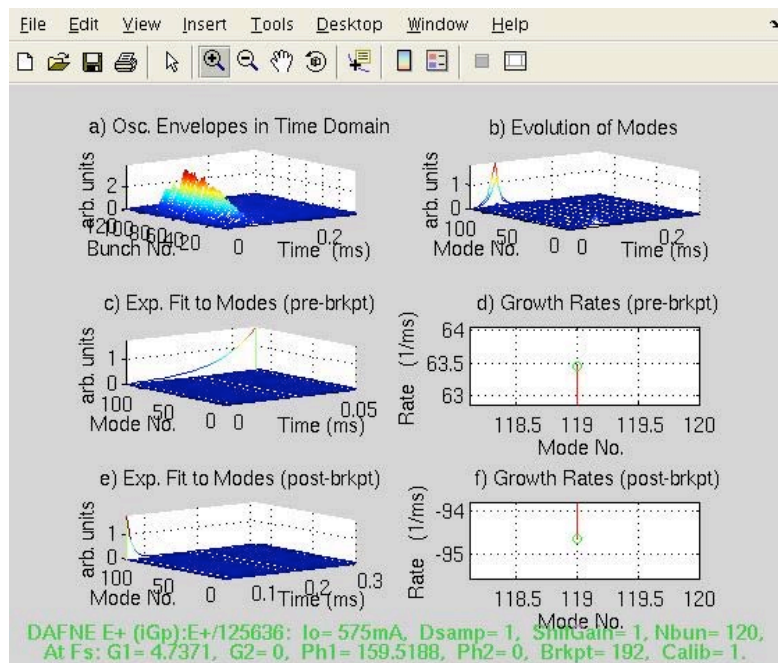 File Edit View Insert Tools Desktop Window Help
a) Osc. Envelopes in Time Domain
arb. units
2
0
120
100
80
60
40
20
0
0.2
Bunch No.
Time (ms)
b) Evolution of Modes
arb. units
1
0
100
50
0
0
0.2
Mode No.
Time (ms)
c) Exp. Fit to Modes (pre-brkpt)
arb. units
1
0
100
50
0
0
0.05
Mode No.
Time (ms)
d) Growth Rates (pre-brkpt)
Rate (1/ms)
64
63.5
63
118.5 119 119.5 120
Mode No.
e) Exp. Fit to Modes (post-brkpt)
arb. units
1
0
100
50
0
0.1
0.2
0.3
Mode No.
Time (ms)
f) Growth Rates (post-brkpt)
Rate (1/ms)
-94
-95
118.5 119 119.5 120
Mode No.
DAFNE E+ (iGp):E+/125636: Io= 575mA, Dsamp= 1, ShifGain= 1, Nbun= 120,
At Fs: G1= 4.7371, G2= 0, Ph1= 159.5188, Ph2= 0, Brkpt= 192, Calib= 1.